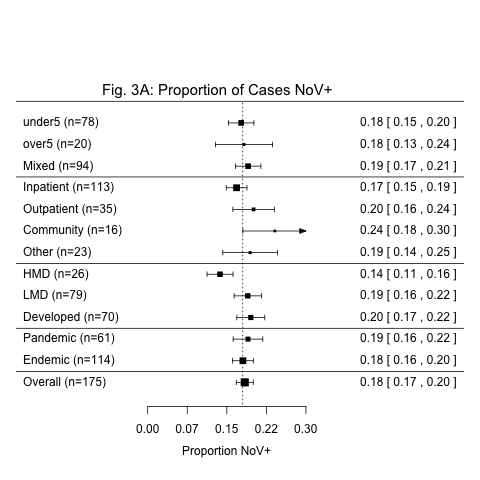 Fig. 3A: Proportion of Cases NoV+
under5 (n=78) 0.18 [ 0.15 , 0.20 ]
over5 (n=20) 0.18 [ 0.13 , 0.24 ]
Mixed (n=94) 0.19 [ 0.17 , 0.21 ]
Inpatient (n=113) 0.17 [ 0.15 , 0.19 ]
Outpatient (n=35) 0.20 [ 0.16 , 0.24 ]
Community (n=16) 0.24 [ 0.18 , 0.30 ]
Other (n=23) 0.19 [ 0.14 , 0.25 ]
HMD (n=26) 0.14 [ 0.11 , 0.16 ]
LMD (n=79) 0.19 [ 0.16 , 0.22 ]
Developed (n=70) 0.20 [ 0.17 , 0.22 ]
Pandemic (n=61) 0.19 [ 0.16 , 0.22 ]
Endemic (n=114) 0.18 [ 0.16 , 0.20 ]
Overall (n=175) 0.18 [ 0.17 , 0.20 ]
0.00 0.07 0.15 0.22 0.30
Proportion NoV+